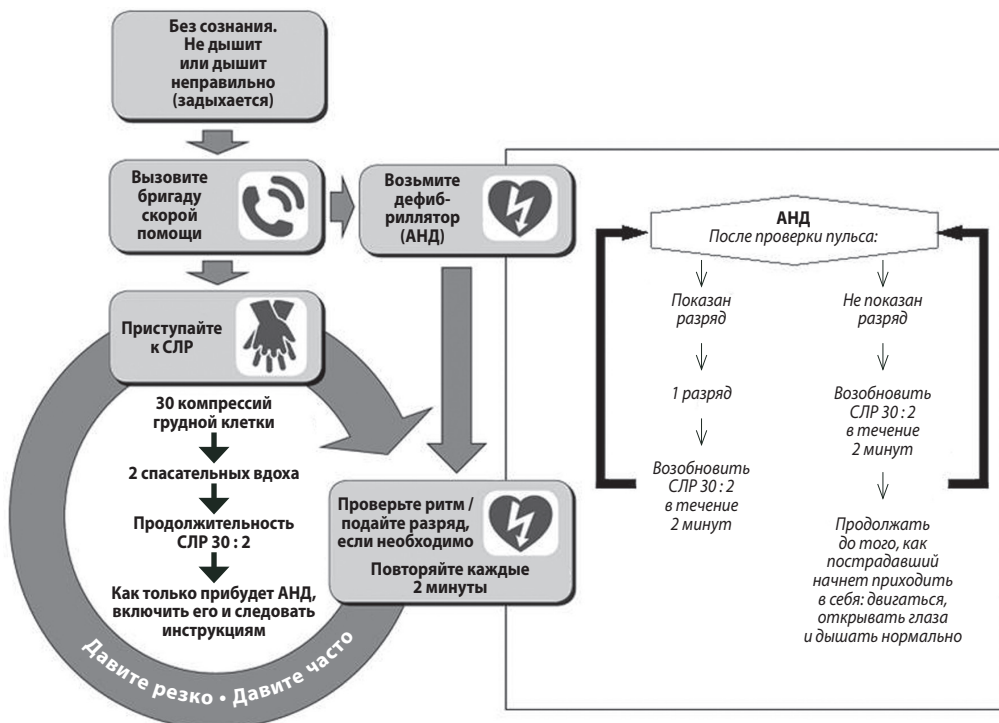 Без сознания.
Не дышит
или дышит
неправильно
(задыхается)
Вызовите
бригаду
скорой
помощи
Возьмите
дефиб-
риллятор
(АНД)
Приступайте
к СЛР
30 компрессий
грудной клетки
2 спасательных вдоха
Продолжительность
СЛР 30 : 2
Как только прибудет АНД,
включить его и следовать
инструкциям
Давите резко • Давите часто
Проверьте ритм /
подайте разряд,
если необходимо
Повторяйте каждые
2 минуты
АНД
После проверки пульса:
Показан
разряд
1 разряд
Возобновить
СЛР 30 : 2
в течение
2 минут
Не показан
разряд
Возобновить
СЛР 30 : 2
в течение
2 минут
Продолжать
до того, как
пострадавший
начнет приходить
в себя: двигаться,
открывать глаза
и дышать нормально